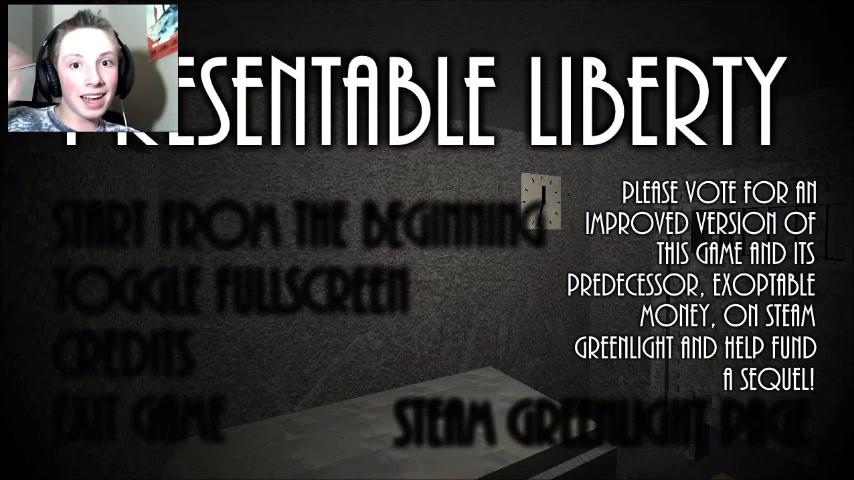 PRESENTABLE LIBERTY
START FROM THE BEGINNING
TOGGLE FULLSCREEN
CREDITS
EXIT GAME
PLEASE VOTE FOR AN
IMPROVED VERSION OF
THIS GAME AND ITS
PREDECESSOR, EXOPTABLE
MONEY, ON STEAM
GREENLIGHT AND HELP FUND
A SEQUEL!
STEAM GREENLIGHT PAGE